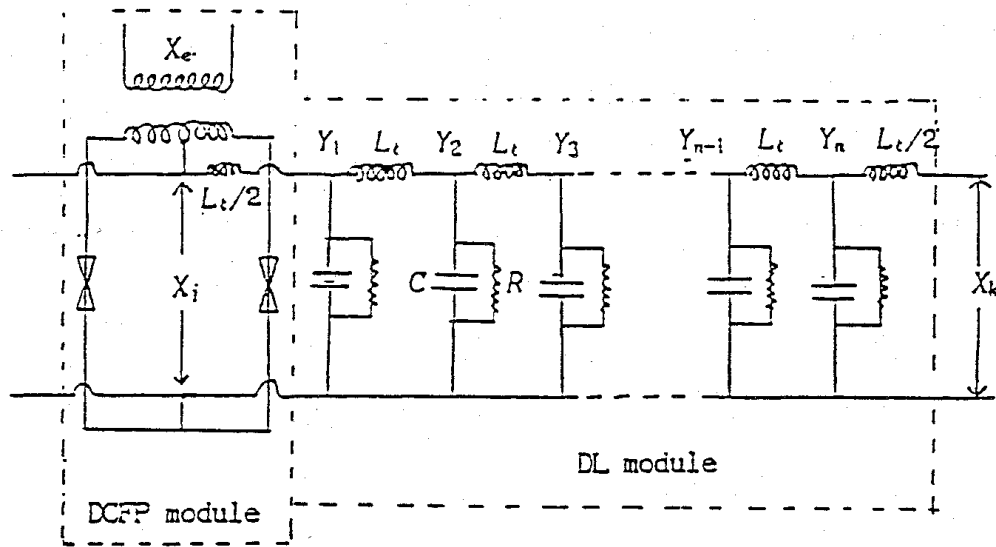 Xe
Y1 Lt Y2 Lt Y3 Yn-1 Lt Yn Lt/2
Lt/2
Xj C R Xk
DL module
DCFP module